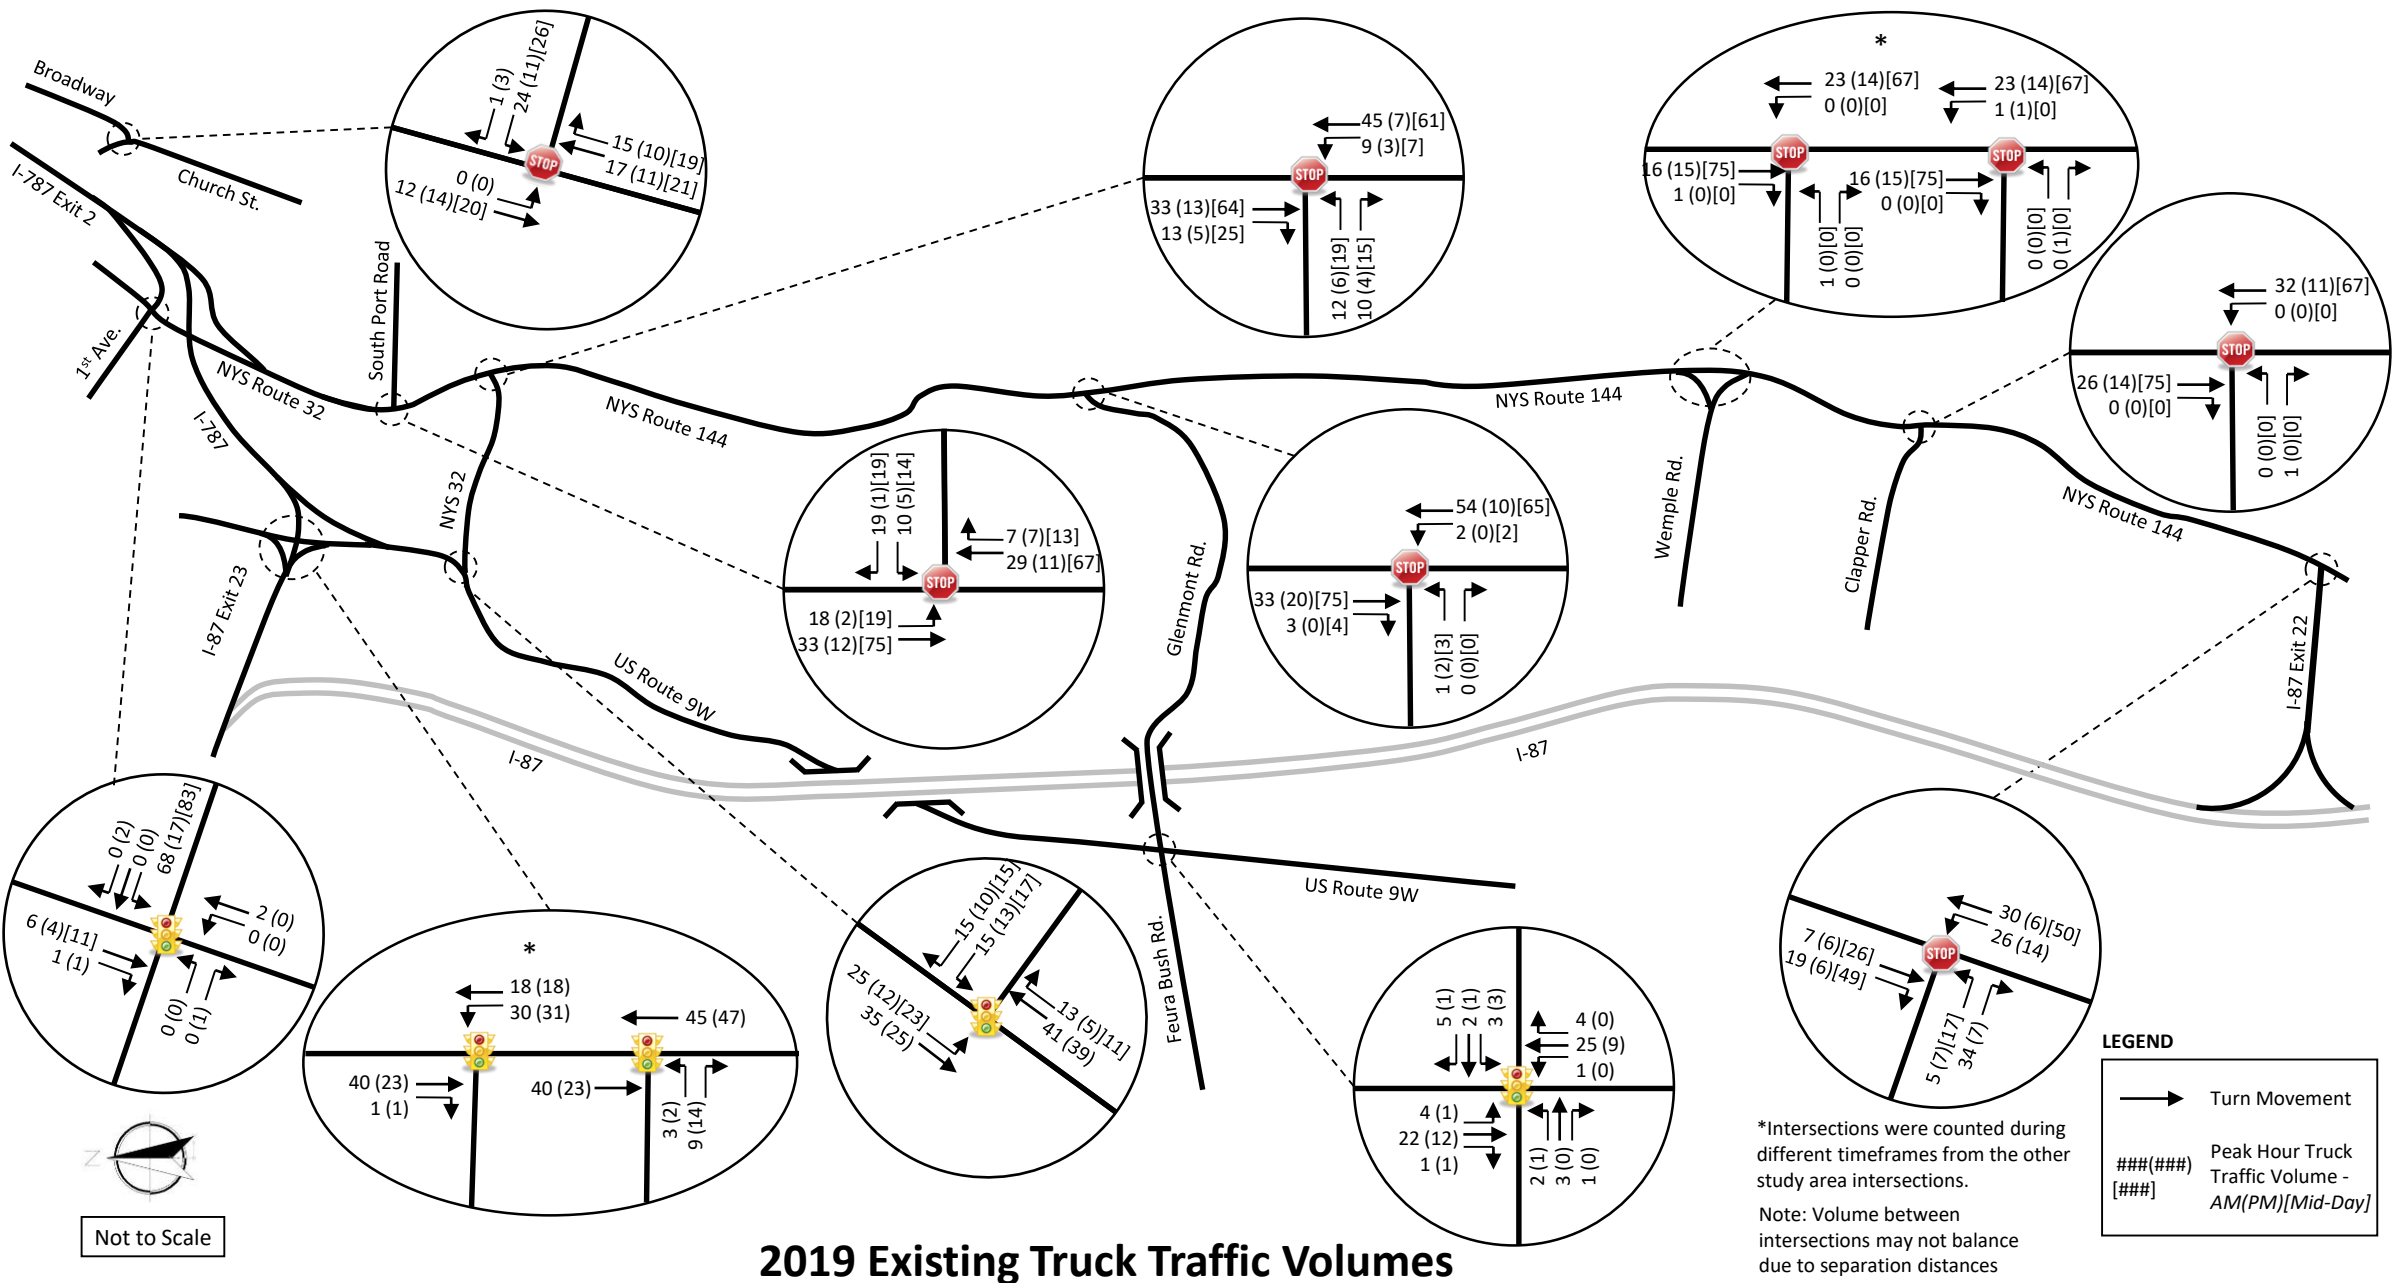 Broadway
Church St.
I-787 Exit 2
1st Ave.
NYS Route 32
I-787
South Port Road
NYS 32
I-87 Exit 23
US Route 9W
I-87
NYS Route 144
Glenmont Rd.
Feura Bush Rd.
US Route 9W
I-87
NYS Route 144
Wemple Rd.
Clapper Rd.
NYS Route 144
I-87 Exit 22
1 (3)
24 (11)[26]
15 (10)[19]
17 (11)[21]
0 (0)
12 (14)[20]
STOP
45 (7)[61]
9 (3)[7]
STOP
33 (13)[64]
13 (5)[25]
12 (6)[19]
10 (4)[15]
*
23 (14)[67]
0 (0)[0]
23 (14)[67]
1 (1)[0]
STOP
STOP
16 (15)[75]
1 (0)[0]
16 (15)[75]
0 (0)[0]
1 (0)[0]
0 (0)[0]
0 (0)[0]
0 (1)[0]
32 (11)[67]
0 (0)[0]
STOP
26 (14)[75]
0 (0)[0]
0 (0)[0]
1 (0)[0]
19 (1)[19]
10 (5)[14]
7 (7)[13]
29 (11)[67]
STOP
18 (2)[19]
33 (12)[75]
54 (10)[65]
2 (0)[2]
STOP
33 (20)[75]
3 (0)[4]
1 (2)[3]
0 (0)[0]
0 (2)
0 (0)
68 (17)[83]
2 (0)
0 (0)
6 (4)[11]
1 (1)
0 (0)
0 (1)
*
18 (18)
30 (31)
45 (47)
40 (23)
1 (1)
40 (23)
3 (2)
9 (14)
15 (10)[15]
15 (13)[17]
25 (12)[23]
35 (25)
13 (5)]11]
41 (39)
5 (1)
2 (1)
3 (3)
4 (0)
25 (9)
1 (0)
4 (1)
22 (12)
1 (1)
2 (1)
3 (0)
1 (0)
30 (6)[50]
26 (14)
7 (6)[26]
19 (6)[49]
STOP
5 (7)[17]
34 (7)
N
Not to Scale
*Intersections were counted during
different timeframes from the other
study area intersections.
Note: Volume between
intersections may not balance
due to separation distances
LEGEND
Turn Movement
###(###)
[###]
Peak Hour Truck
Traffic Volume -
AM(PM)[Mid-Day]
2019 Existing Truck Traffic Volumes